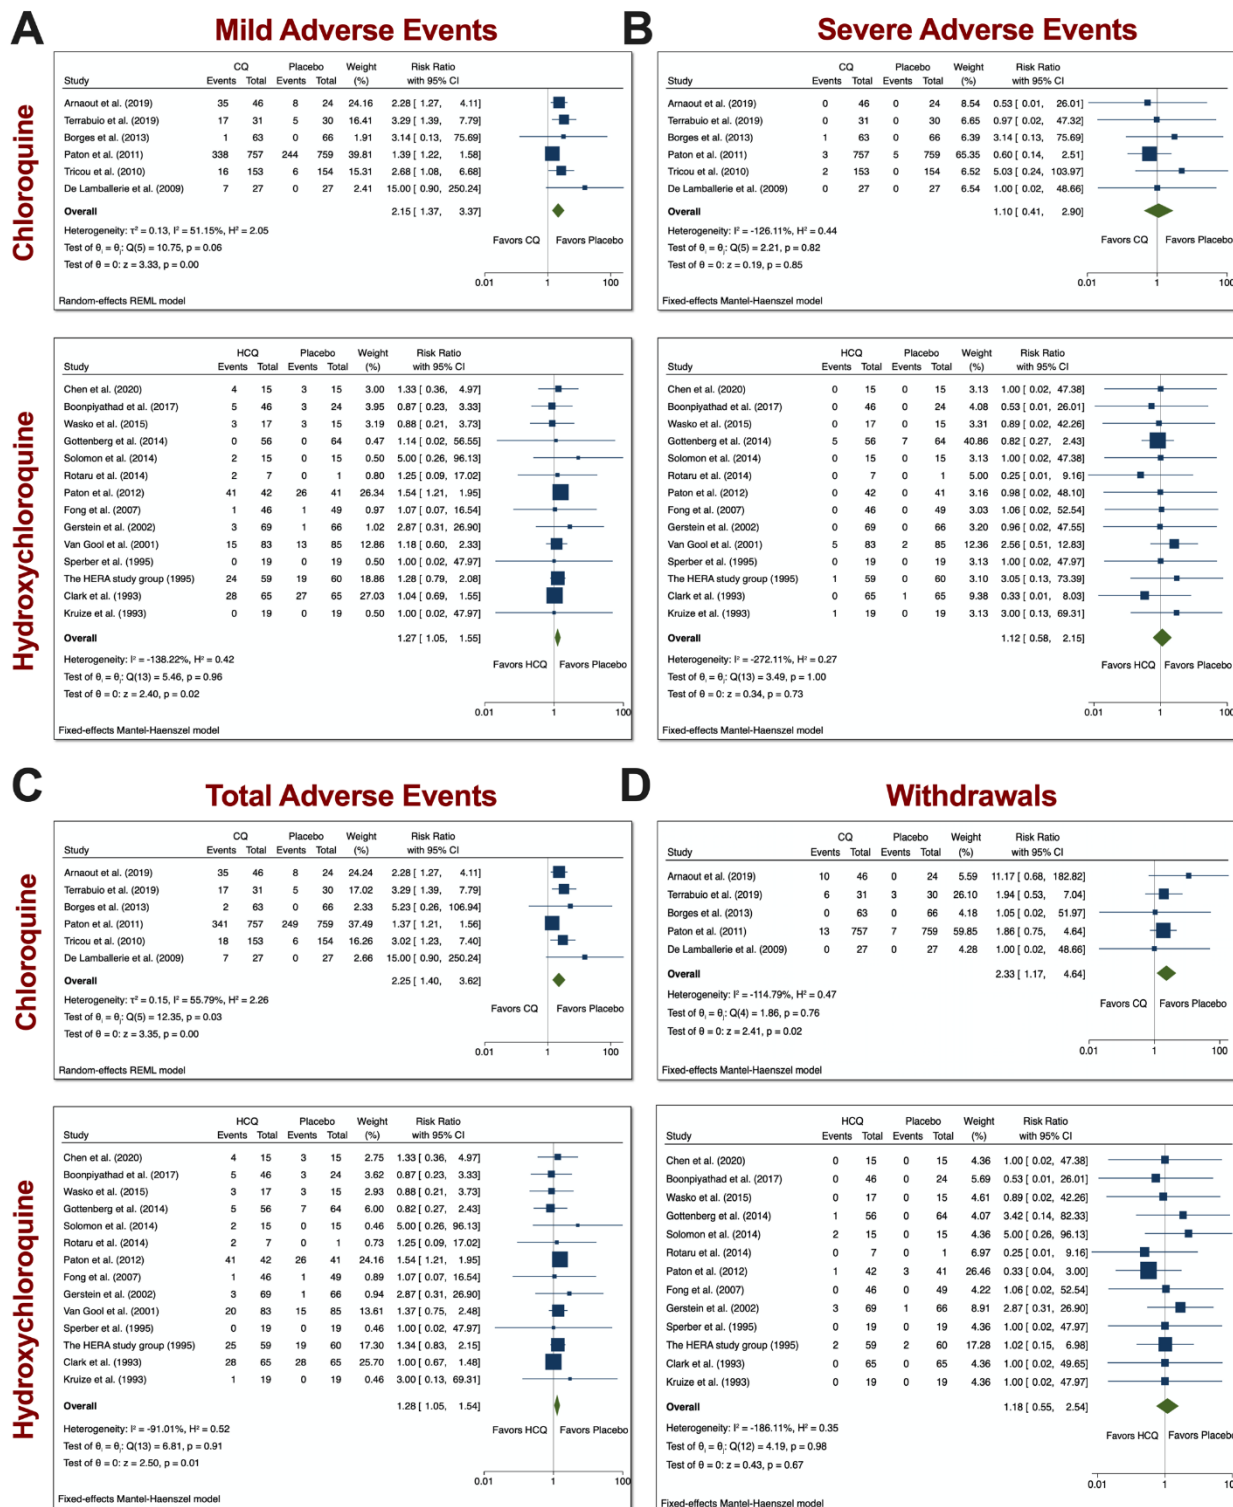 A Mild Adverse Events
Chloroquine
CQ Placebo Weight Risk Ratio
Study Events Total Events Total (%) with 95% CI
Arnaout et al. (2019) 35 46 8 24 24.16 2.28 [ 1.27, 4.11]
Terrabuio et al. (2019) 17 31 5 30 16.41 3.29 [ 1.39, 7.79]
Borges et al. (2013) 1 63 0 66 1.91 3.14 [ 0.13, 75.69]
Paton et al. (2011) 338 757 244 759 39.81 1.39 [ 1.22, 1.58]
Tricou et al. (2010) 16 153 6 154 15.31 2.68 [ 1.08, 6.68]
De Lamballerie et al. (2009) 7 27 0 27 2.41 15.00 [ 0.90, 250.24]
Overall 2.15 [ 1.37, 3.37]
Heterogeneity: τ² = 0.13, I² = 51.15%, H² = 2.05
Favors CQ Favors Placebo
Test of θᵢ = θⱼ: Q(5) = 10.75, p = 0.06
Test of θ = 0: z = 3.33, p = 0.00
0.01 1 100
Random-effects REML model
B Severe Adverse Events
CQ Placebo Weight Risk Ratio
Study Events Total Events Total (%) with 95% CI
Arnaout et al. (2019) 0 46 0 24 8.54 0.53 [ 0.01, 26.01]
Terrabuio et al. (2019) 0 31 0 30 6.65 0.97 [ 0.02, 47.32]
Borges et al. (2013) 1 63 0 66 6.39 3.14 [ 0.13, 75.69]
Paton et al. (2011) 3 757 5 759 65.35 0.60 [ 0.14, 2.51]
Tricou et al. (2010) 2 153 0 154 6.52 5.03 [ 0.24, 103.97]
De Lamballerie et al. (2009) 0 27 0 27 6.54 1.00 [ 0.02, 48.66]
Overall 1.10 [ 0.41, 2.90]
Heterogeneity: I² = -126.11%, H² = 0.44
Favors CQ Favors Placebo
Test of θᵢ = θⱼ: Q(5) = 2.21, p = 0.82
Test of θ = 0: z = 0.19, p = 0.85
0.01 1 100
Fixed-effects Mantel-Haenszel model
Hydroxychloroquine
HCQ Placebo Weight Risk Ratio
Study Events Total Events Total (%) with 95% CI
Chen et al. (2020) 4 15 3 15 3.00 1.33 [ 0.36, 4.97]
Boonpiyathad et al. (2017) 5 46 3 24 3.95 0.87 [ 0.23, 3.33]
Wasko et al. (2015) 3 17 3 15 3.19 0.88 [ 0.21, 3.73]
Gottenberg et al. (2014) 0 56 0 64 0.47 1.14 [ 0.02, 56.55]
Solomon et al. (2014) 2 15 0 15 0.50 5.00 [ 0.26, 96.13]
Rotaru et al. (2014) 2 7 0 1 0.80 1.25 [ 0.09, 17.02]
Paton et al. (2012) 41 42 26 41 26.34 1.54 [ 1.21, 1.95]
Fong et al. (2007) 1 46 1 49 0.97 1.07 [ 0.07, 16.54]
Gerstein et al. (2002) 3 69 1 66 1.02 2.87 [ 0.31, 26.90]
Van Gool et al. (2001) 15 83 13 85 12.86 1.18 [ 0.60, 2.33]
Sperber et al. (1995) 0 19 0 19 0.50 1.00 [ 0.02, 47.97]
The HERA study group (1995) 24 59 19 60 18.86 1.28 [ 0.79, 2.08]
Clark et al. (1993) 28 65 27 65 27.03 1.04 [ 0.69, 1.55]
Kruize et al. (1993) 0 19 0 19 0.50 1.00 [ 0.02, 47.97]
Overall 1.27 [ 1.05, 1.55]
Heterogeneity: I² = -138.22%, H² = 0.42
Favors HCQ Favors Placebo
Test of θᵢ = θⱼ: Q(13) = 5.46, p = 0.96
Test of θ = 0: z = 2.40, p = 0.02
0.01 1 100
Fixed-effects Mantel-Haenszel model
HCQ Placebo Weight Risk Ratio
Study Events Total Events Total (%) with 95% CI
Chen et al. (2020) 0 15 0 15 3.13 1.00 [ 0.02, 47.38]
Boonpiyathad et al. (2017) 0 46 0 24 4.08 0.53 [ 0.01, 26.01]
Wasko et al. (2015) 0 17 0 15 3.31 0.89 [ 0.02, 42.26]
Gottenberg et al. (2014) 5 56 7 64 40.86 0.82 [ 0.27, 2.43]
Solomon et al. (2014) 0 15 0 15 3.13 1.00 [ 0.02, 47.38]
Rotaru et al. (2014) 0 7 0 1 5.00 0.25 [ 0.01, 9.16]
Paton et al. (2012) 0 42 0 41 3.16 0.98 [ 0.02, 48.10]
Fong et al. (2007) 0 46 0 49 3.03 1.06 [ 0.02, 52.54]
Gerstein et al. (2002) 0 69 0 66 3.20 0.96 [ 0.02, 47.55]
Van Gool et al. (2001) 5 83 2 85 12.36 2.56 [ 0.51, 12.83]
Sperber et al. (1995) 0 19 0 19 3.13 1.00 [ 0.02, 47.97]
The HERA study group (1995) 1 59 0 60 3.10 3.05 [ 0.13, 73.39]
Clark et al. (1993) 0 65 1 65 9.38 0.33 [ 0.01, 8.03]
Kruize et al. (1993) 1 19 0 19 3.13 3.00 [ 0.13, 69.31]
Overall 1.12 [ 0.58, 2.15]
Heterogeneity: I² = -272.11%, H² = 0.27
Favors HCQ Favors Placebo
Test of θᵢ = θⱼ: Q(13) = 3.49, p = 1.00
Test of θ = 0: z = 0.34, p = 0.73
0.01 1 100
Fixed-effects Mantel-Haenszel model
C Total Adverse Events
Chloroquine
CQ Placebo Weight Risk Ratio
Study Events Total Events Total (%) with 95% CI
Arnaout et al. (2019) 35 46 8 24 24.24 2.28 [ 1.27, 4.11]
Terrabuio et al. (2019) 17 31 5 30 17.02 3.29 [ 1.39, 7.79]
Borges et al. (2013) 2 63 0 66 2.33 5.23 [ 0.26, 106.94]
Paton et al. (2011) 341 757 249 759 37.49 1.37 [ 1.21, 1.56]
Tricou et al. (2010) 18 153 6 154 16.26 3.02 [ 1.23, 7.40]
De Lamballerie et al. (2009) 7 27 0 27 2.66 15.00 [ 0.90, 250.24]
Overall 2.25 [ 1.40, 3.62]
Heterogeneity: τ² = 0.15, I² = 55.79%, H² = 2.26
Favors CQ Favors Placebo
Test of θᵢ = θⱼ: Q(5) = 12.35, p = 0.03
Test of θ = 0: z = 3.35, p = 0.00
0.01 1 100
Random-effects REML model
D Withdrawals
CQ Placebo Weight Risk Ratio
Study Events Total Events Total (%) with 95% CI
Arnaout et al. (2019) 10 46 0 24 5.59 11.17 [ 0.68, 182.82]
Terrabuio et al. (2019) 6 31 3 30 26.10 1.94 [ 0.53, 7.04]
Borges et al. (2013) 0 63 0 66 4.18 1.05 [ 0.02, 51.97]
Paton et al. (2011) 13 757 7 759 59.85 1.86 [ 0.75, 4.64]
De Lamballerie et al. (2009) 0 27 0 27 4.28 1.00 [ 0.02, 48.66]
Overall 2.33 [ 1.17, 4.64]
Heterogeneity: I² = -114.79%, H² = 0.47
Favors CQ Favors Placebo
Test of θᵢ = θⱼ: Q(4) = 1.86, p = 0.76
Test of θ = 0: z = 2.41, p = 0.02
0.01 1 100
Fixed-effects Mantel-Haenszel model
Hydroxychloroquine
HCQ Placebo Weight Risk Ratio
Study Events Total Events Total (%) with 95% CI
Chen et al. (2020) 4 15 3 15 2.75 1.33 [ 0.36, 4.97]
Boonpiyathad et al. (2017) 5 46 3 24 3.62 0.87 [ 0.23, 3.33]
Wasko et al. (2015) 3 17 3 15 2.93 0.88 [ 0.21, 3.73]
Gottenberg et al. (2014) 5 56 7 64 6.00 0.82 [ 0.27, 2.43]
Solomon et al. (2014) 2 15 0 15 0.46 5.00 [ 0.26, 96.13]
Rotaru et al. (2014) 2 7 0 1 0.73 1.25 [ 0.09, 17.02]
Paton et al. (2012) 41 42 26 41 24.16 1.54 [ 1.21, 1.95]
Fong et al. (2007) 1 46 1 49 0.89 1.07 [ 0.07, 16.54]
Gerstein et al. (2002) 3 69 1 66 0.94 2.87 [ 0.31, 26.90]
Van Gool et al. (2001) 20 83 15 85 13.61 1.37 [ 0.75, 2.48]
Sperber et al. (1995) 0 19 0 19 0.46 1.00 [ 0.02, 47.97]
The HERA study group (1995) 25 59 19 60 17.30 1.34 [ 0.83, 2.15]
Clark et al. (1993) 28 65 28 65 25.70 1.00 [ 0.67, 1.48]
Kruize et al. (1993) 1 19 0 19 0.46 3.00 [ 0.13, 69.31]
Overall 1.28 [ 1.05, 1.54]
Heterogeneity: I² = -91.01%, H² = 0.52
Favors HCQ Favors Placebo
Test of θᵢ = θⱼ: Q(13) = 6.81, p = 0.91
Test of θ = 0: z = 2.50, p = 0.01
0.01 1 100
Fixed-effects Mantel-Haenszel model
HCQ Placebo Weight Risk Ratio
Study Events Total Events Total (%) with 95% CI
Chen et al. (2020) 0 15 0 15 4.36 1.00 [ 0.02, 47.38]
Boonpiyathad et al. (2017) 0 46 0 24 5.69 0.53 [ 0.01, 26.01]
Wasko et al. (2015) 0 17 0 15 4.61 0.89 [ 0.02, 42.26]
Gottenberg et al. (2014) 1 56 0 64 4.07 3.42 [ 0.14, 82.33]
Solomon et al. (2014) 2 15 0 15 4.36 5.00 [ 0.26, 96.13]
Rotaru et al. (2014) 0 7 0 1 6.97 0.25 [ 0.01, 9.16]
Paton et al. (2012) 1 42 3 41 26.46 0.33 [ 0.04, 3.00]
Fong et al. (2007) 0 46 0 49 4.22 1.06 [ 0.02, 52.54]
Gerstein et al. (2002) 3 69 1 66 8.91 2.87 [ 0.31, 26.90]
Sperber et al. (1995) 0 19 0 19 4.36 1.00 [ 0.02, 47.97]
The HERA study group (1995) 2 59 2 60 17.28 1.02 [ 0.15, 6.98]
Clark et al. (1993) 0 65 0 65 4.36 1.00 [ 0.02, 49.65]
Kruize et al. (1993) 0 19 0 19 4.36 1.00 [ 0.02, 47.97]
Overall 1.18 [ 0.55, 2.54]
Heterogeneity: I² = -186.11%, H² = 0.35
Favors HCQ Favors Placebo
Test of θᵢ = θⱼ: Q(12) = 4.19, p = 0.98
Test of θ = 0: z = 0.43, p = 0.67
0.01 1 100
Fixed-effects Mantel-Haenszel model